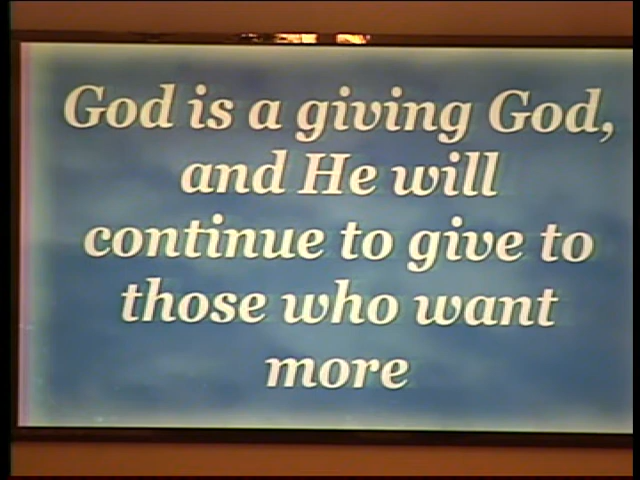 God is a giving God,
and He will
continue to give to
those who want
more